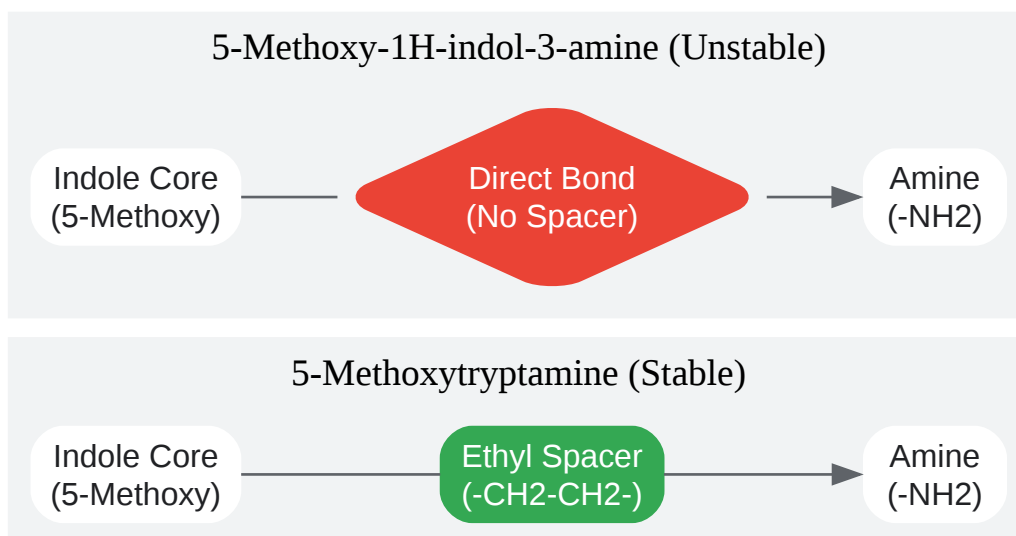 5-Methoxy-1H-indol-3-amine (Unstable)
Indole Core
(5-Methoxy)
Direct Bond
(No Spacer)
Amine
(-NH2)
5-Methoxytryptamine (Stable)
Indole Core
(5-Methoxy)
Ethyl Spacer
(-CH2-CH2-)
Amine
(-NH2)